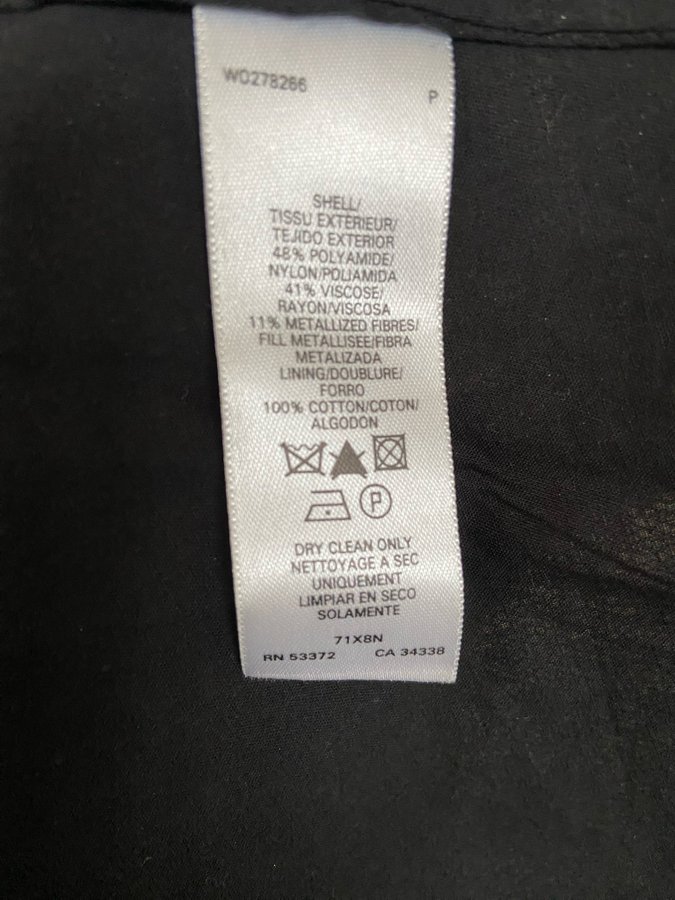 WO278266
P
SHELL/
TISSU EXTERIEUR/
TEJIDO EXTERIOR
48% POLYAMIDE/
NYLON/POLIAMIDA
41% VISCOSE/
RAYON/VISCOSA
11% METALLIZED FIBRES/
FILL METALLISEE/FIBRA
METALIZADA
LINING/DOUBLURE/
FORRO
100% COTTON/COTON/
ALGODON
P
DRY CLEAN ONLY
NETTOYAGE A SEC
UNIQUEMENT
LIMPIAR EN SECO
SOLAMENTE
71X8N
RN 53372 CA 34338